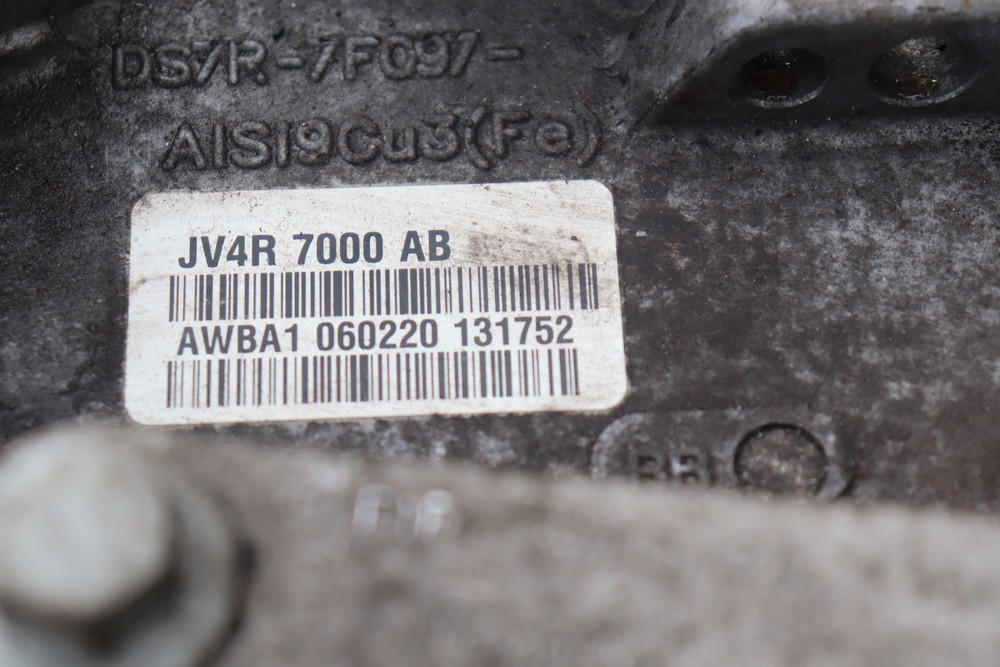 DS7R-7F097-
AlSi9Cu3(Fe)
JV4R 7000 AB
AWBA1 060220 131752